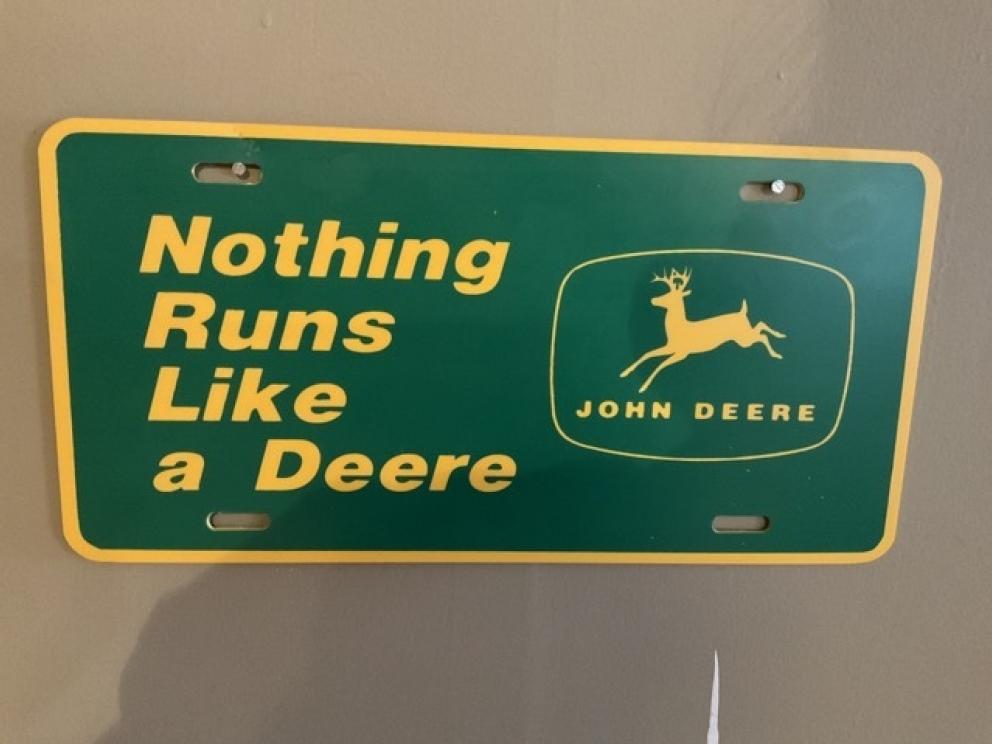 Nothing
Runs
Like
a Deere
JOHN DEERE